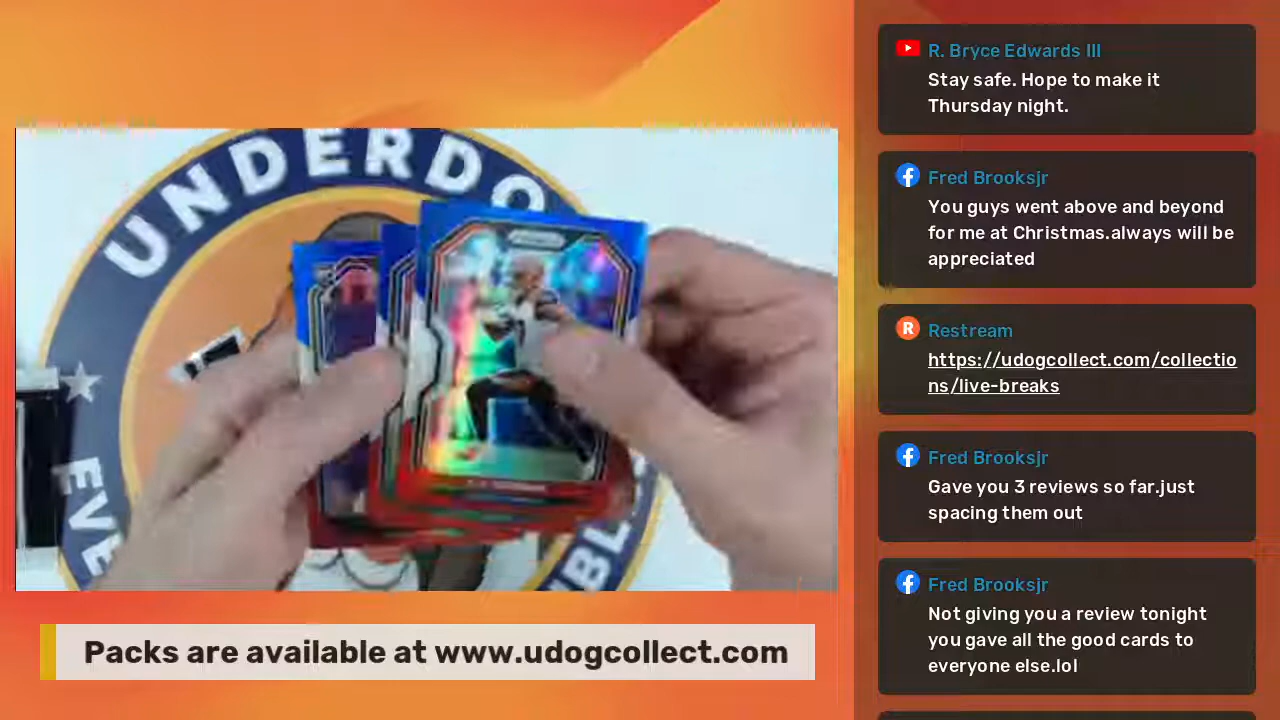 UNDERDO
EVE
BL
R. Bryce Edwards III
Stay safe. Hope to make it
Thursday night.
Fred Brooksjr
You guys went above and beyond
for me at Christmas.always will be
appreciated
R
Restream
https://udogcollect.com/collectio
ns/live-breaks
Fred Brooksjr
Gave you 3 reviews so far.just
spacing them out
Fred Brooksjr
Not giving you a review tonight
you gave all the good cards to
everyone else.lol
Packs are available at www.udogcollect.com